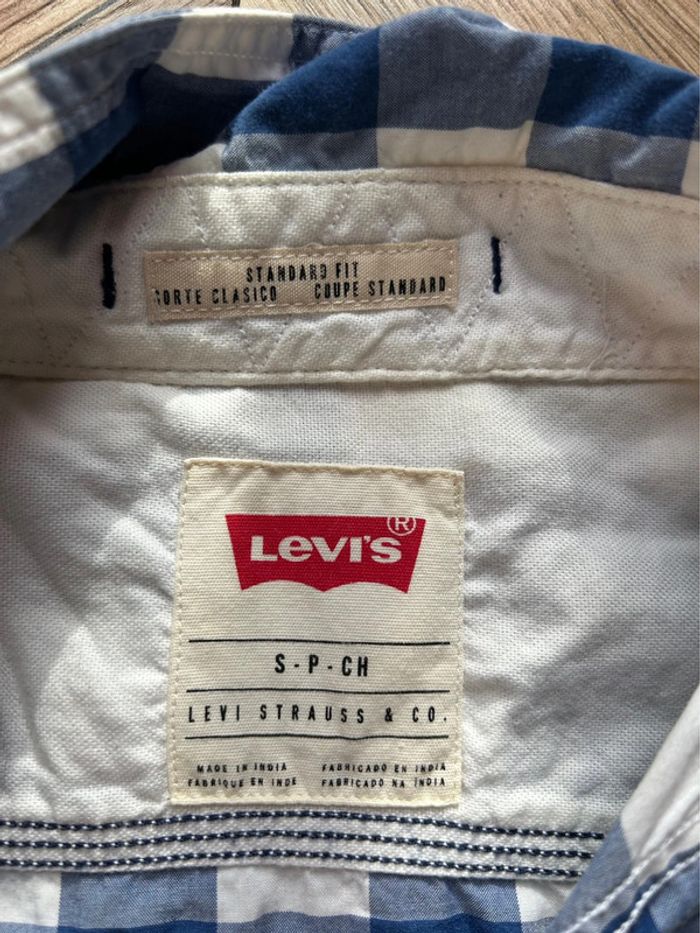 STANDARD FIT
CORTE CLASICO COUPE STANDARD
LEVI'S®
S - P - CH
LEVI STRAUSS & CO.
MADE IN INDIA FABRICADO EN INDIA
FABRIQUE EN INDE FABRICADO NA INDIA